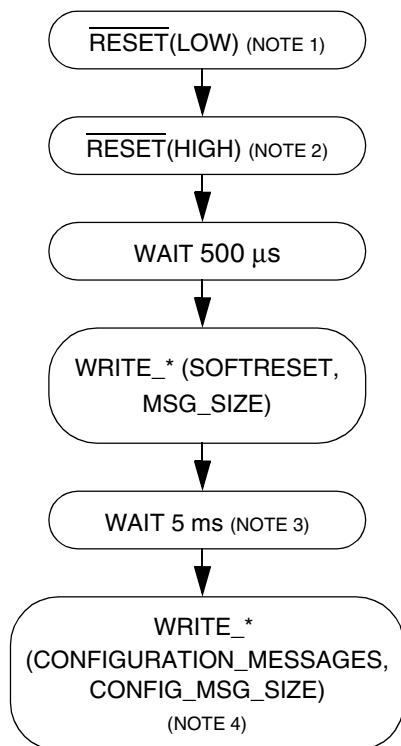 RESET(LOW) (NOTE 1)
RESET(HIGH) (NOTE 2)
WAIT 500 µs
WRITE_* (SOFTRESET,
MSG_SIZE)
WAIT 5 ms (NOTE 3)
WRITE_*
(CONFIGURATION_MESSAGES,
CONFIG_MSG_SIZE)
(NOTE 4)